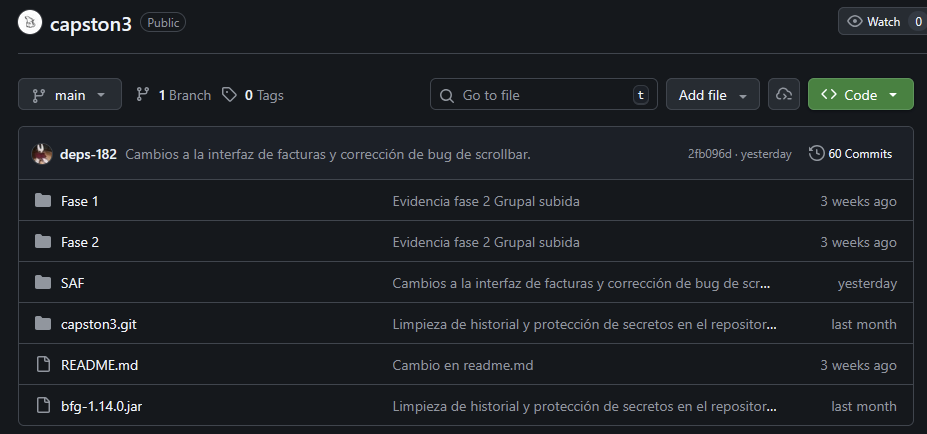 capston3 Public Watch 0
main 1 Branch 0 Tags Go to file t Add file Code
deps-182 Cambios a la interfaz de facturas y corrección de bug de scrollbar. 2fb096d · yesterday 60 Commits
Fase 1 Evidencia fase 2 Grupal subida 3 weeks ago
Fase 2 Evidencia fase 2 Grupal subida 3 weeks ago
SAF Cambios a la interfaz de facturas y corrección de bug de scr... yesterday
capston3.git Limpieza de historial y protección de secretos en el repositor... last month
README.md Cambio en readme.md 3 weeks ago
bfg-1.14.0.jar Limpieza de historial y protección de secretos en el repositor... last month